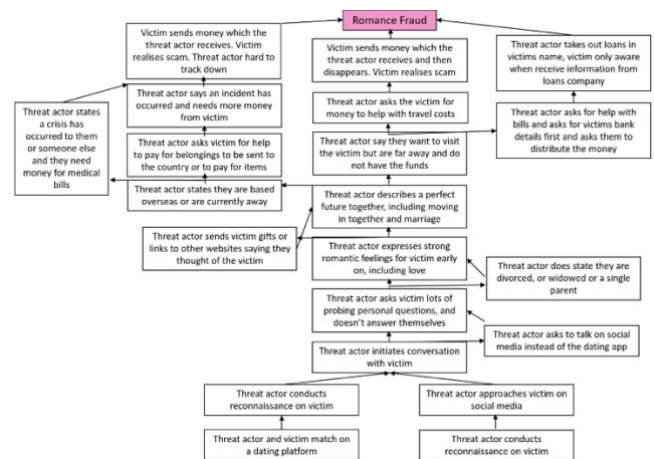 Romance Fraud
Victim sends money which the
threat actor receives. Victim
realises scam. Threat actor hard to
track down
Victim sends money which the
threat actor receives and then
disappears. Victim realises scam
Threat actor takes out loans in
victims name, victim only aware
when receive information from
loans company
Threat actor states
a crisis has
occurred to them
or someone else
and they need
money for medical
bills
Threat actor says an incident has
occurred and needs more money
from victim
Threat actor asks the victim for
money to help with travel costs
Threat actor asks for help with
bills and asks for victims bank
details first and asks them to
distribute the money
Threat actor asks victim for help
to pay for belongings to be sent to
the country or to pay for items
Threat actor say they want to visit
the victim but are far away and do
not have the funds
Threat actor states they are based
overseas or are currently away
Threat actor describes a perfect
future together, including moving
in together and marriage
Threat actor sends victim gifts or
links to other websites saying they
thought of the victim
Threat actor expresses strong
romantic feelings for victim early
on, including love
Threat actor does state they are
divorced, or widowed or a single
parent
Threat actor asks victim lots of
probing personal questions, and
doesn't answer themselves
Threat actor asks to talk on social
media instead of the dating app
Threat actor initiates conversation
with victim
Threat actor conducts
reconnaissance on victim
Threat actor approaches victim on
social media
Threat actor and victim match on
a dating platform
Threat actor conducts
reconnaissance on victim